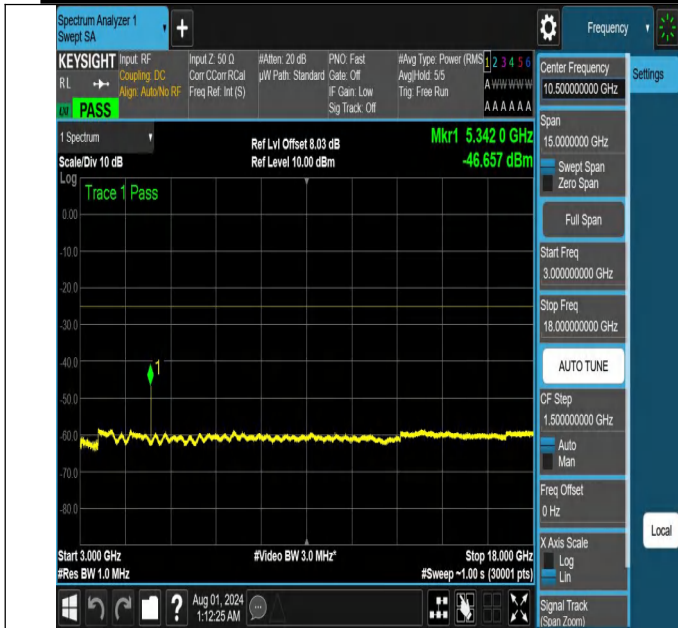 Spectrum Analyzer 1
Swept SA
+
Frequency
KEYSIGHT
RL
LXI
PASS
Input: RF
Coupling: DC
Align: Auto/No RF
Input Z: 50 Ω
Corr CCorr RCal
Freq Ref: Int (S)
#Atten: 20 dB
µW Path: Standard
PNO: Fast
Gate: Off
IF Gain: Low
Sig Track: Off
#Avg Type: Power (RMS
Avg|Hold: 5/5
Trig: Free Run
1 2 3 4 5 6
A W W W W W
A A A A A A
1 Spectrum
Scale/Div 10 dB
Ref Lvl Offset 8.03 dB
Ref Level 10.00 dBm
Mkr1 5.342 0 GHz
-46.657 dBm
Log
Trace 1 Pass
0.00
-10.0
-20.0
-30.0
-40.0
-50.0
-60.0
-70.0
-80.0
1
Start 3.000 GHz
#Res BW 1.0 MHz
#Video BW 3.0 MHz*
Stop 18.000 GHz
#Sweep ~1.00 s (30001 pts)
Center Frequency
10.500000000 GHz
Settings
Span
15.0000000 GHz
Swept Span
Zero Span
Full Span
Start Freq
3.000000000 GHz
Stop Freq
18.000000000 GHz
AUTO TUNE
CF Step
1.500000000 GHz
Auto
Man
Freq Offset
0 Hz
X Axis Scale
Log
Lin
Local
Signal Track
(Span Zoom)
?
Aug 01, 2024
1:12:25 AM